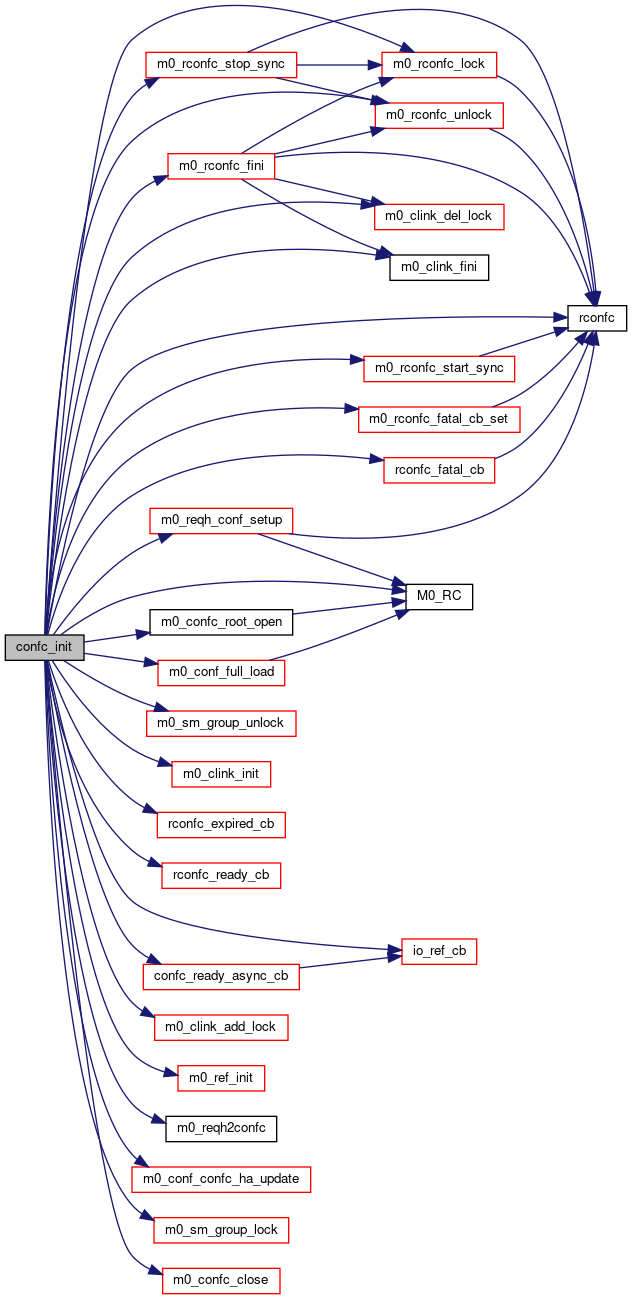 m0_rconfc_stop_sync
m0_rconfc_lock
m0_rconfc_unlock
m0_rconfc_fini
m0_clink_del_lock
m0_clink_fini
rconfc
m0_rconfc_start_sync
m0_rconfc_fatal_cb_set
rconfc_fatal_cb
m0_reqh_conf_setup
M0_RC
m0_confc_root_open
confc_init
m0_conf_full_load
m0_sm_group_unlock
m0_clink_init
rconfc_expired_cb
rconfc_ready_cb
io_ref_cb
confc_ready_async_cb
m0_clink_add_lock
m0_ref_init
m0_reqh2confc
m0_conf_confc_ha_update
m0_sm_group_lock
m0_confc_close